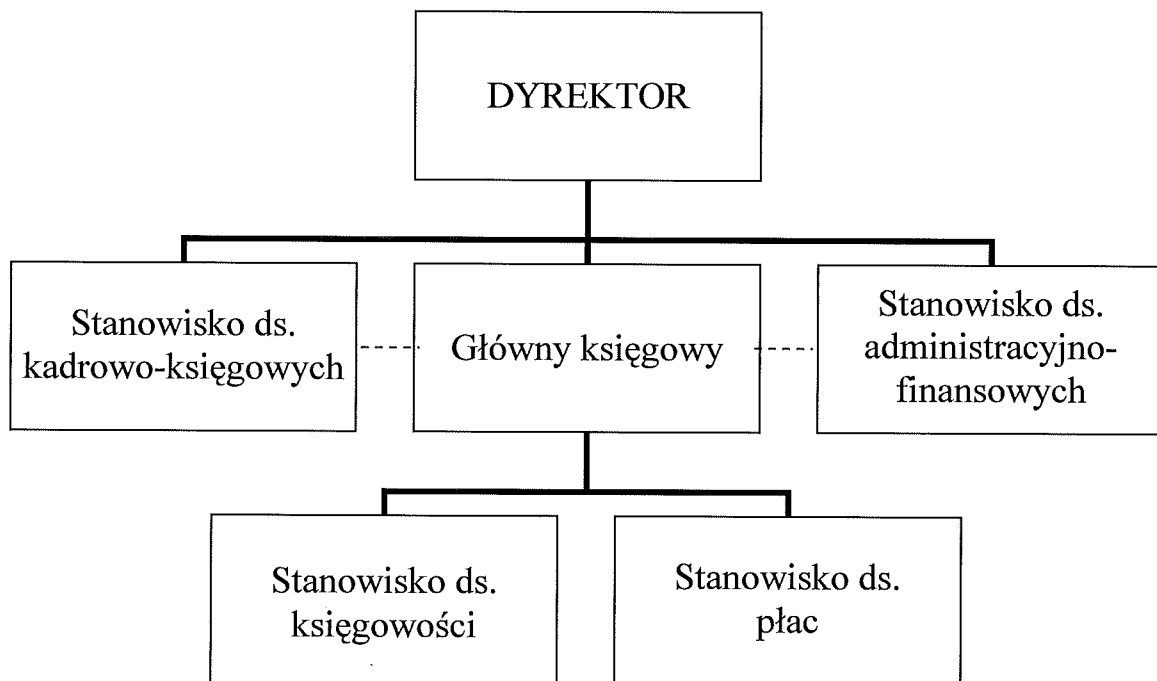 DYREKTOR
Stanowisko ds.
kadrowo-księgowych
Główny księgowy
Stanowisko ds.
administracyjno-
finansowych
Stanowisko ds.
księgowości
Stanowisko ds.
płac